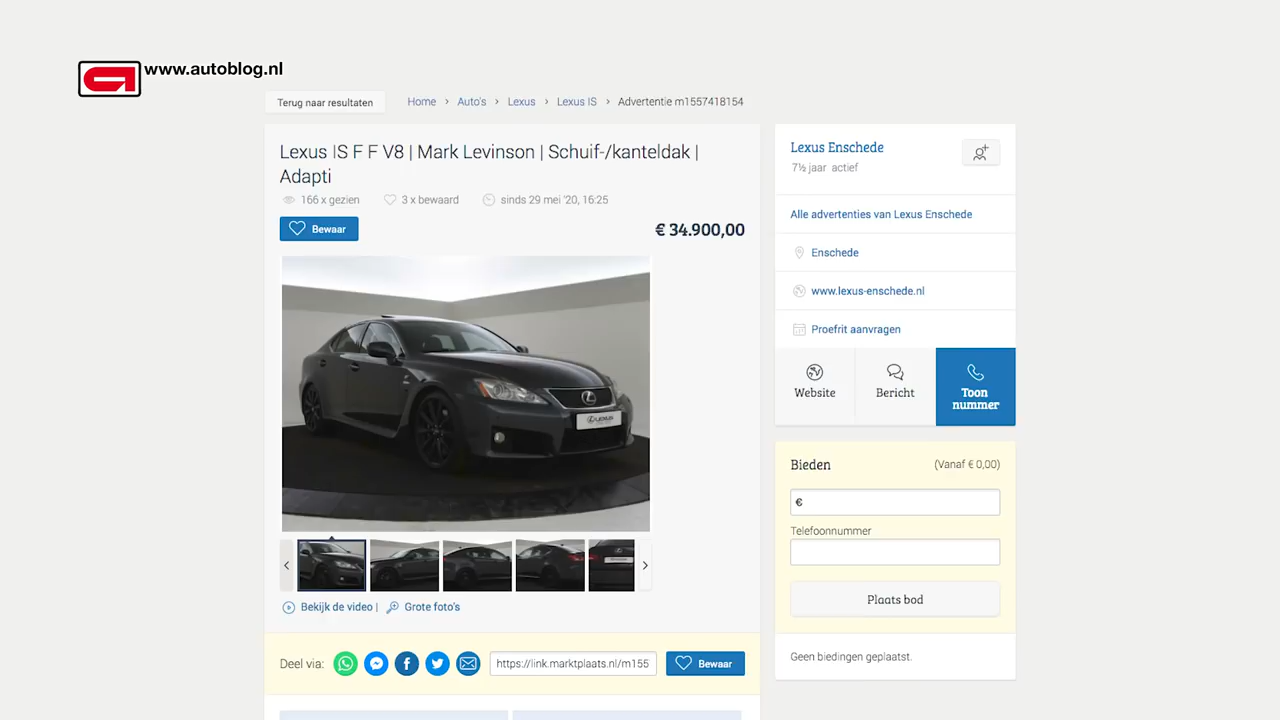 www.autoblog.nl
Terug naar resultaten
Home › Auto's › Lexus › Lexus IS › Advertentie m1557418154
Lexus IS F F V8 | Mark Levinson | Schuif-/kanteldak |
Adapti
166 x gezien
3 x bewaard
sinds 29 mei '20, 16:25
Bewaar
€ 34.900,00
LEXUS
Bekijk de video |
Grote foto's
Deel via:
https://link.marktplaats.nl/m155
Bewaar
Lexus Enschede
7½ jaar actief
Alle advertenties van Lexus Enschede
Enschede
www.lexus-enschede.nl
Proefrit aanvragen
Website
Bericht
Toon
nummer
Bieden
(Vanaf € 0,00)
€
Telefoonnummer
Plaats bod
Geen biedingen geplaatst.